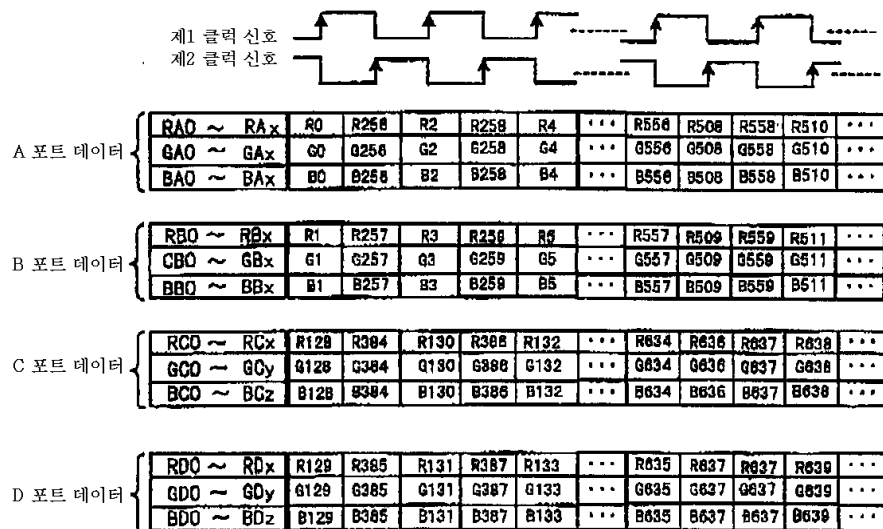 제1 클럭 신호
제2 클럭 신호
A 포트 데이터
RA0 ~ RAx R0 R256 R2 R258 R4 ··· R556 R508 R558 R510 ···
GA0 ~ GAx G0 G256 G2 G258 G4 ··· G556 G508 G558 G510 ···
BA0 ~ BAx B0 B256 B2 B258 B4 ··· B556 B508 B558 B510 ···
B 포트 데이터
RB0 ~ RBx R1 R257 R3 R259 R5 ··· R557 R509 R559 R511 ···
CB0 ~ GBx G1 G257 G3 G259 G5 ··· G557 G509 G559 G511 ···
BB0 ~ BBx B1 B257 B3 B259 B5 ··· B557 B509 B559 B511 ···
C 포트 데이터
RC0 ~ RCx R128 R384 R130 R386 R132 ··· R634 R636 R637 R638 ···
GC0 ~ GCy G128 G384 G130 G386 G132 ··· G634 G636 G637 G638 ···
BC0 ~ BCz B128 B384 B130 B386 B132 ··· B634 B636 B637 B638 ···
D 포트 데이터
RD0 ~ RDx R129 R385 R131 R387 R133 ··· R635 R637 R637 R639 ···
GD0 ~ GDy G129 G385 G131 G387 G133 ··· G635 G637 G637 G639 ···
BD0 ~ BDz B129 B385 B131 B387 B133 ··· B635 B637 B637 B639 ···